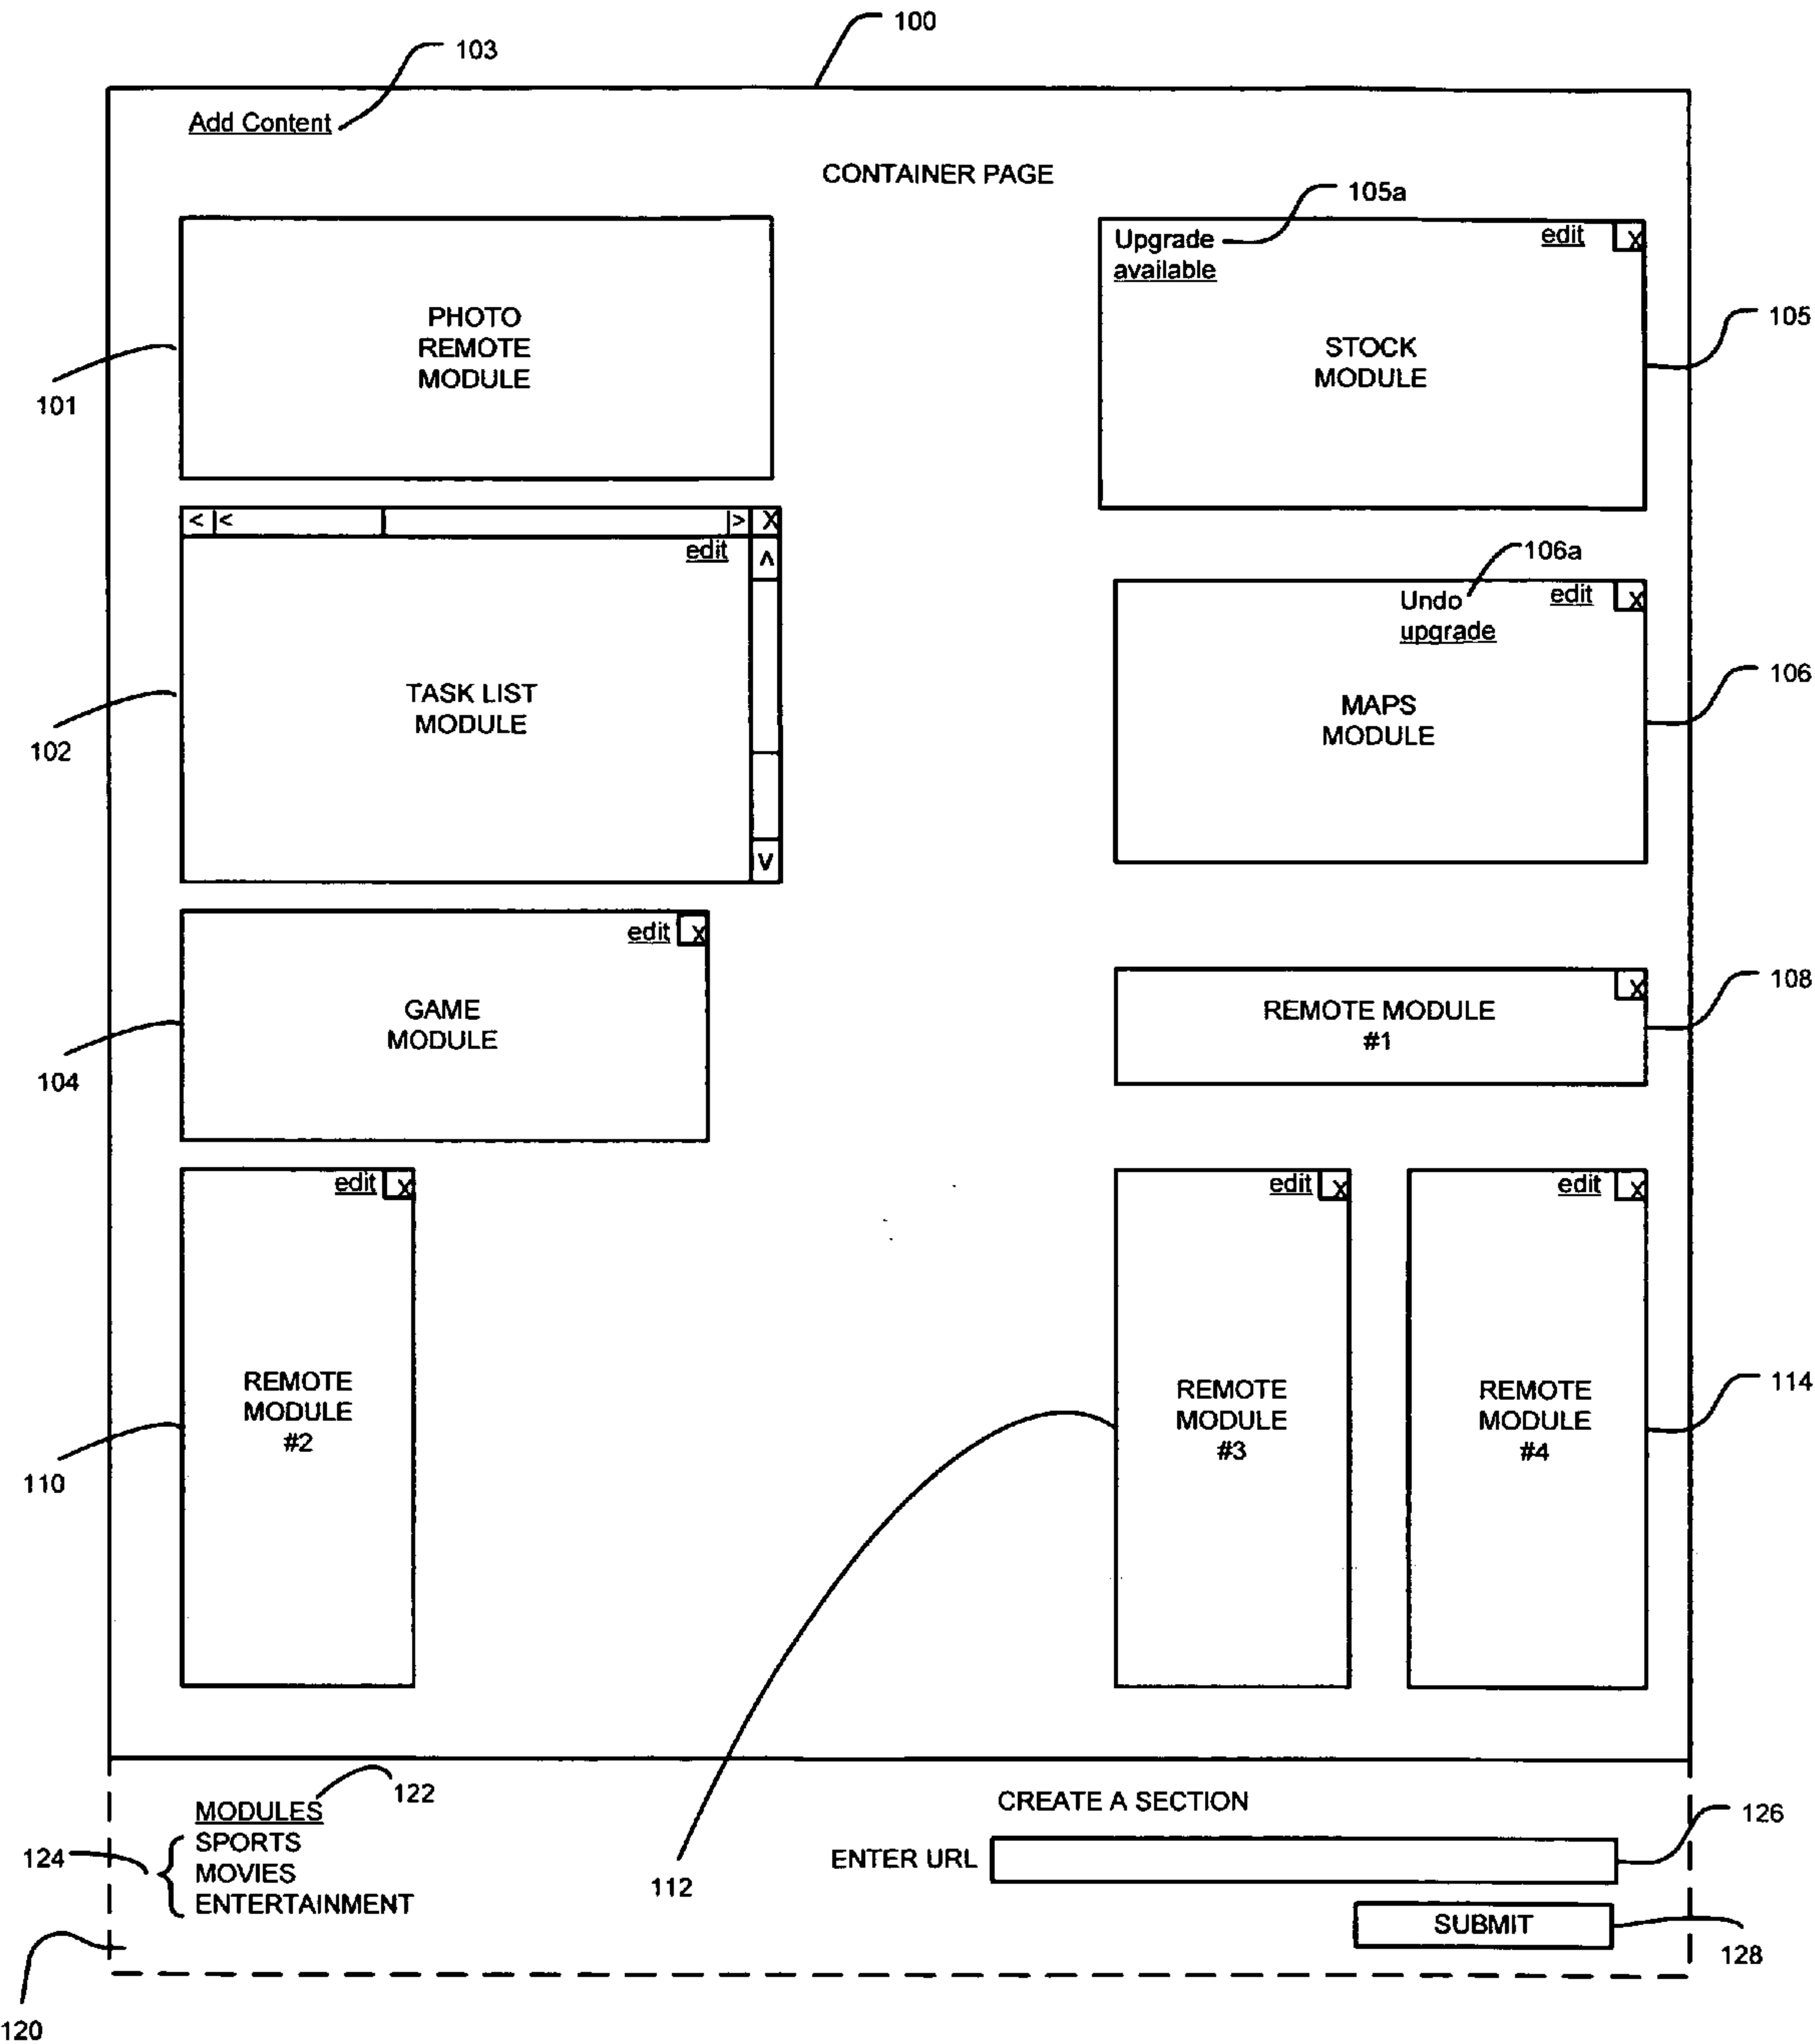 100
103
Add Content
CONTAINER PAGE
105a
Upgrade
available
edit
X
105
PHOTO
REMOTE
MODULE
101
STOCK
MODULE
< |<
|>
X
edit
^
TASK LIST
MODULE
V
102
106a
Undo
upgrade
edit
X
MAPS
MODULE
106
edit
X
GAME
MODULE
104
X
REMOTE MODULE
#1
108
edit
X
REMOTE
MODULE
#2
110
edit
X
REMOTE
MODULE
#3
112
edit
X
REMOTE
MODULE
#4
114
122
MODULES
124
SPORTS
MOVIES
ENTERTAINMENT
120
CREATE A SECTION
ENTER URL
126
SUBMIT
128